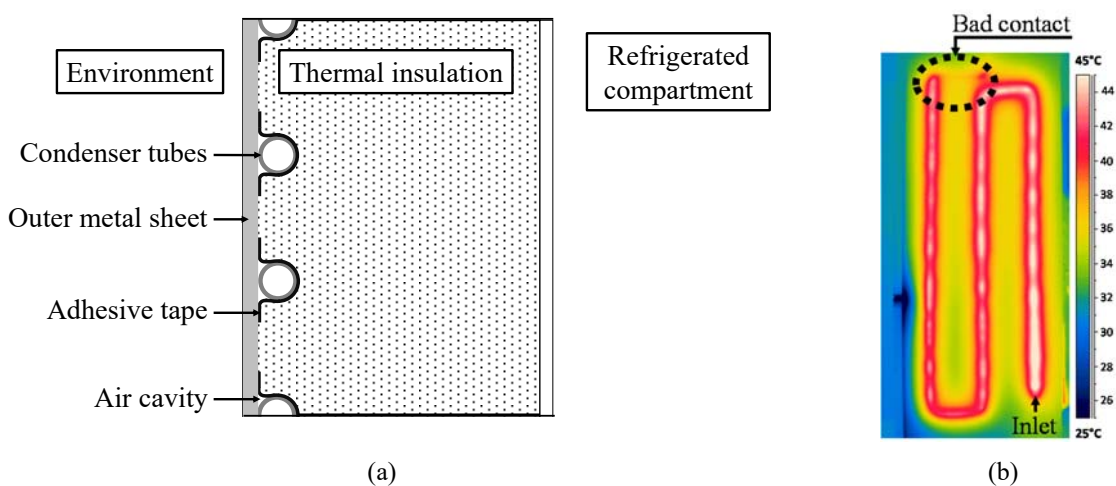 Environment
Thermal insulation
Refrigerated
compartment
Condenser tubes
Outer metal sheet
Adhesive tape
Air cavity
(a)
Bad contact
45°C
44
42
40
38
36
34
32
30
28
26
25°C
Inlet
(b)